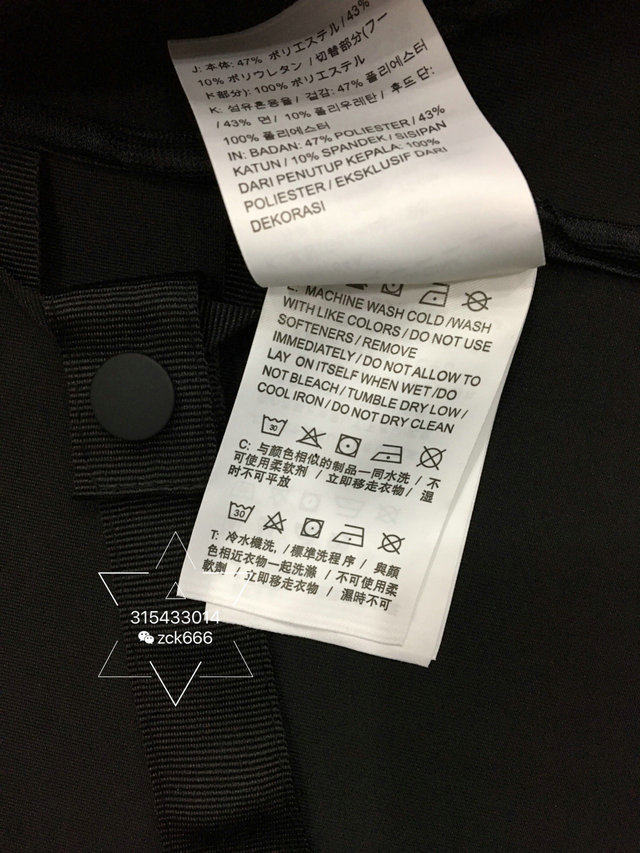 J: 本体: 47% ポリエステル / 43%
10% ポリウレタン / 切替部分(フー
ド部分): 100% ポリエステル
K: 섬유혼용율 / 겉감: 47% 폴리에스터
/ 43% 면 / 10% 폴리우레탄 / 후드 단:
100% 폴리에스터
IN: BADAN: 47% POLIESTER / 43%
KATUN / 10% SPANDEK / SISIPAN
DARI PENUTUP KEPALA: 100%
POLIESTER / EKSKLUSIF DARI
DEKORASI
E: MACHINE WASH COLD /WASH
WITH LIKE COLORS / DO NOT USE
SOFTENERS / REMOVE
IMMEDIATELY / DO NOT ALLOW TO
LAY ON ITSELF WHEN WET /DO
NOT BLEACH / TUMBLE DRY LOW /
COOL IRON / DO NOT DRY CLEAN
30
C: 与颜色相似的制品一同水洗 / 不
可使用柔软剂 / 立即移走衣物 / 湿
时不可平放
30
T: 冷水機洗, /標準洗程序 / 與顏
色相近衣物一起洗滌 / 不可使用柔
軟劑 / 立即移走衣物 / 濕時不可
315433014
zck666